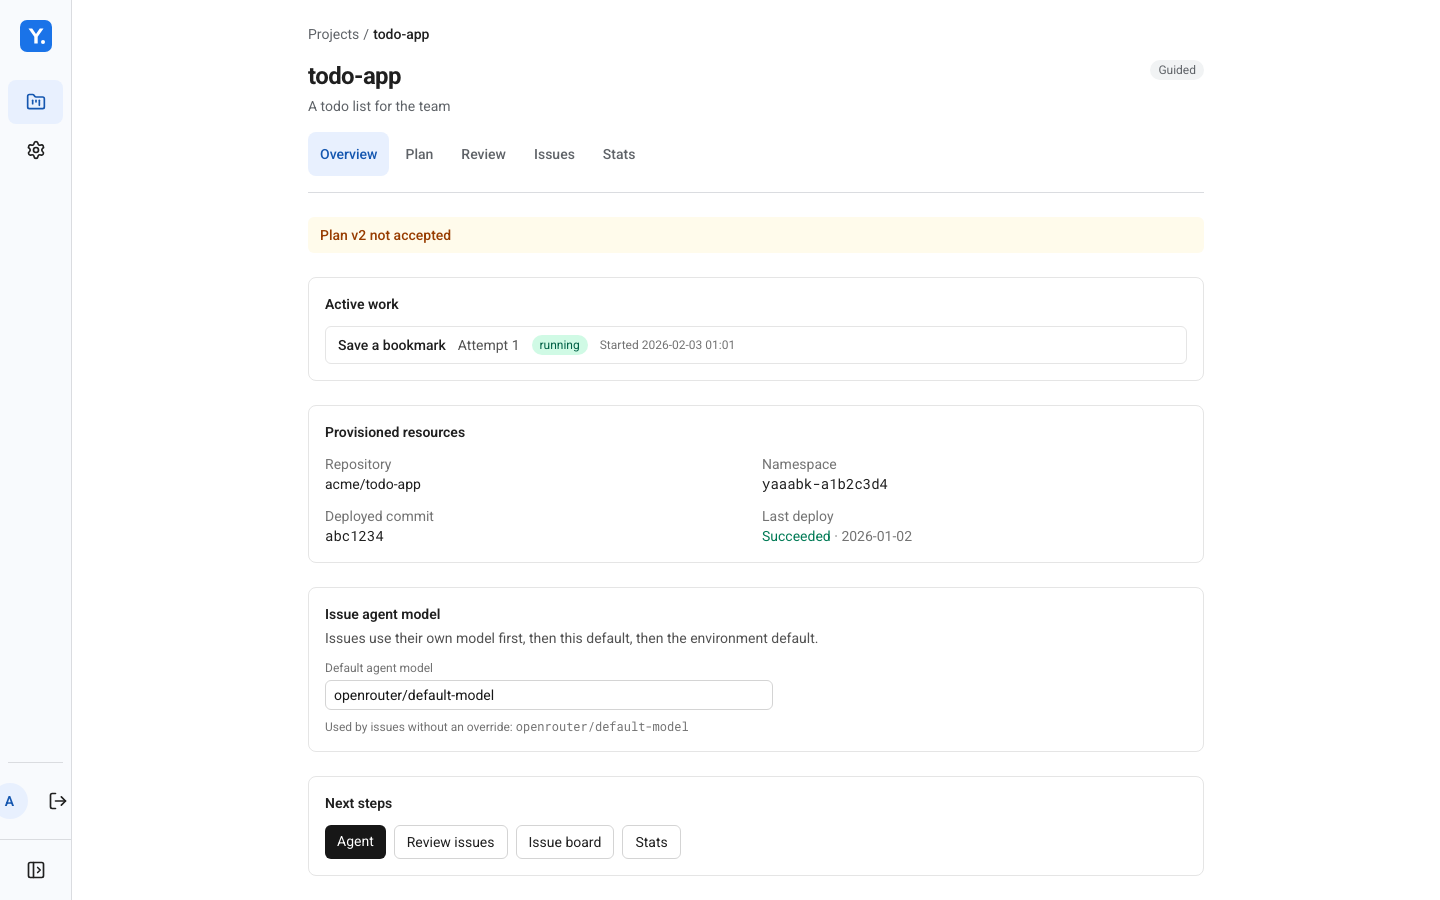 Y.
Projects / todo-app
todo-app
Guided
A todo list for the team
Overview Plan Review Issues Stats
Plan v2 not accepted
Active work
Save a bookmark Attempt 1 running Started 2026-02-03 01:01
Provisioned resources
Repository Namespace
acme/todo-app yaaabk-a1b2c3d4
Deployed commit Last deploy
abc1234 Succeeded · 2026-01-02
Issue agent model
Issues use their own model first, then this default, then the environment default.
Default agent model
openrouter/default-model
Used by issues without an override: openrouter/default-model
Next steps
Agent Review issues Issue board Stats
A